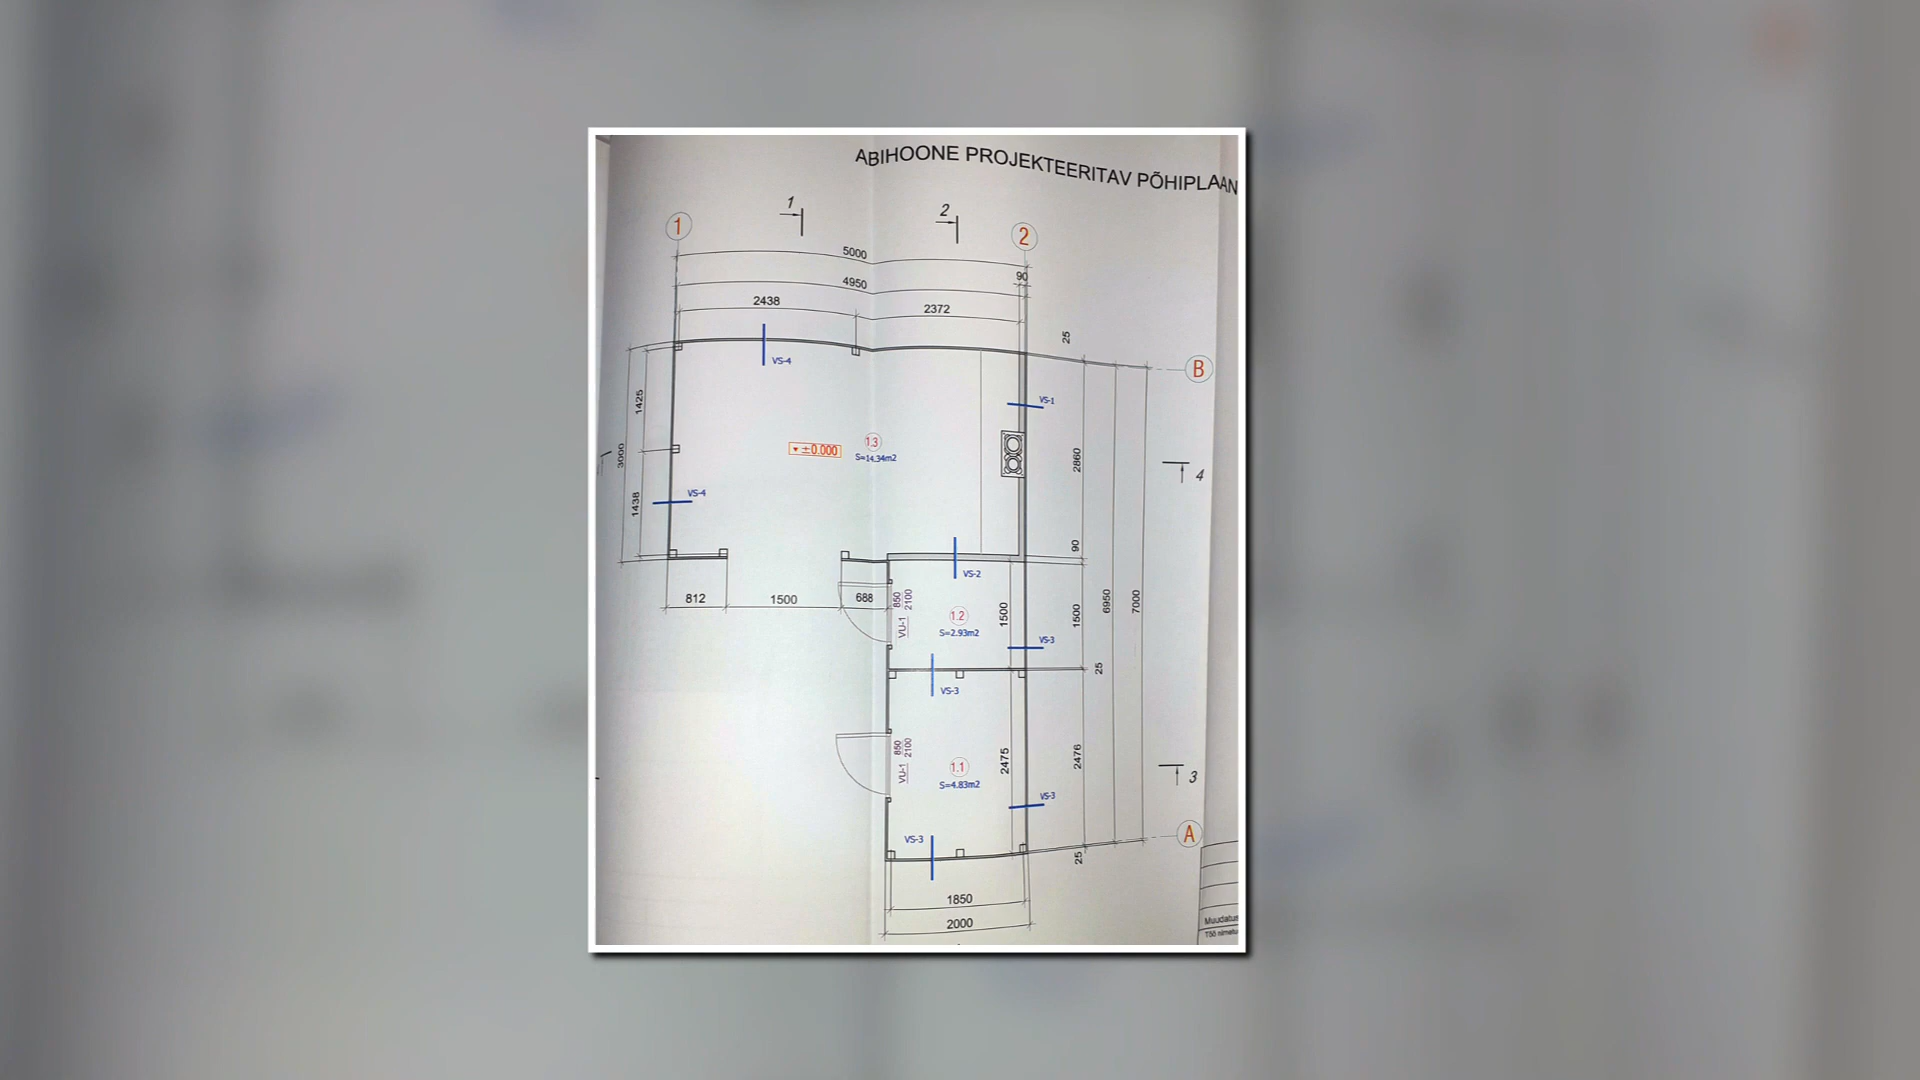 ABIHOONE PROJEKTEERITAV PÕHIPLAAN
1
2
1
2
5000
4950
90
2438
2372
25
VS-4
B
VS-1
1425
3000
1.3
±0.000
S=14.34m2
2860
4
VS-4
1438
90
VS-2
812
1500
688
850
2100
VU-1
1.2
S=2.93m2
1500
1500
6950
7000
VS-3
25
VS-3
850
2100
VU-1
1.1
S=4.83m2
2475
2476
3
VS-3
VS-3
A
25
1850
2000
Muudatus
Töö nimetu